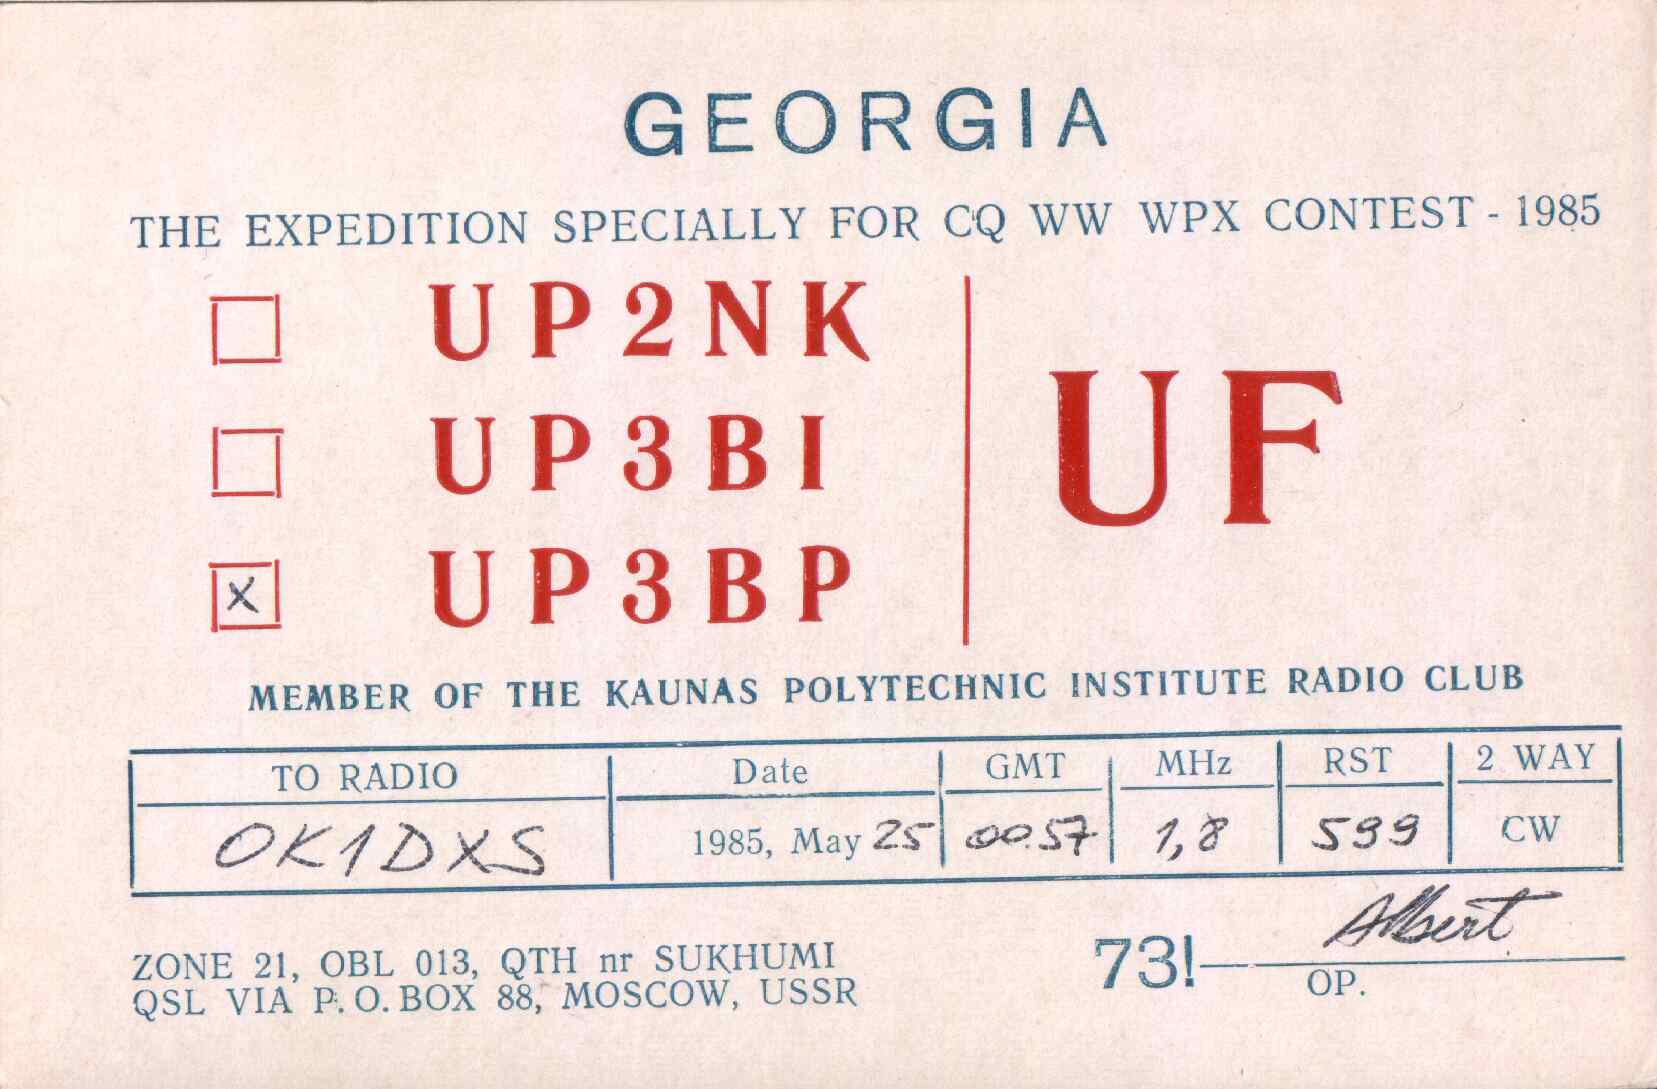 GEORGIA
THE EXPEDITION SPECIALLY FOR CQ WW WPX CONTEST - 1985
UP2NK
UP3BI
x UP3BP
UF
MEMBER OF THE KAUNAS POLYTECHNIC INSTITUTE RADIO CLUB
TO RADIO Date GMT MHz RST 2 WAY
OK1DXS 1985, May 25 0057 1,8 599 CW
Albert
ZONE 21, OBL 013, QTH nr SUKHUMI
73! OP.
QSL VIA P. O. BOX 88, MOSCOW, USSR